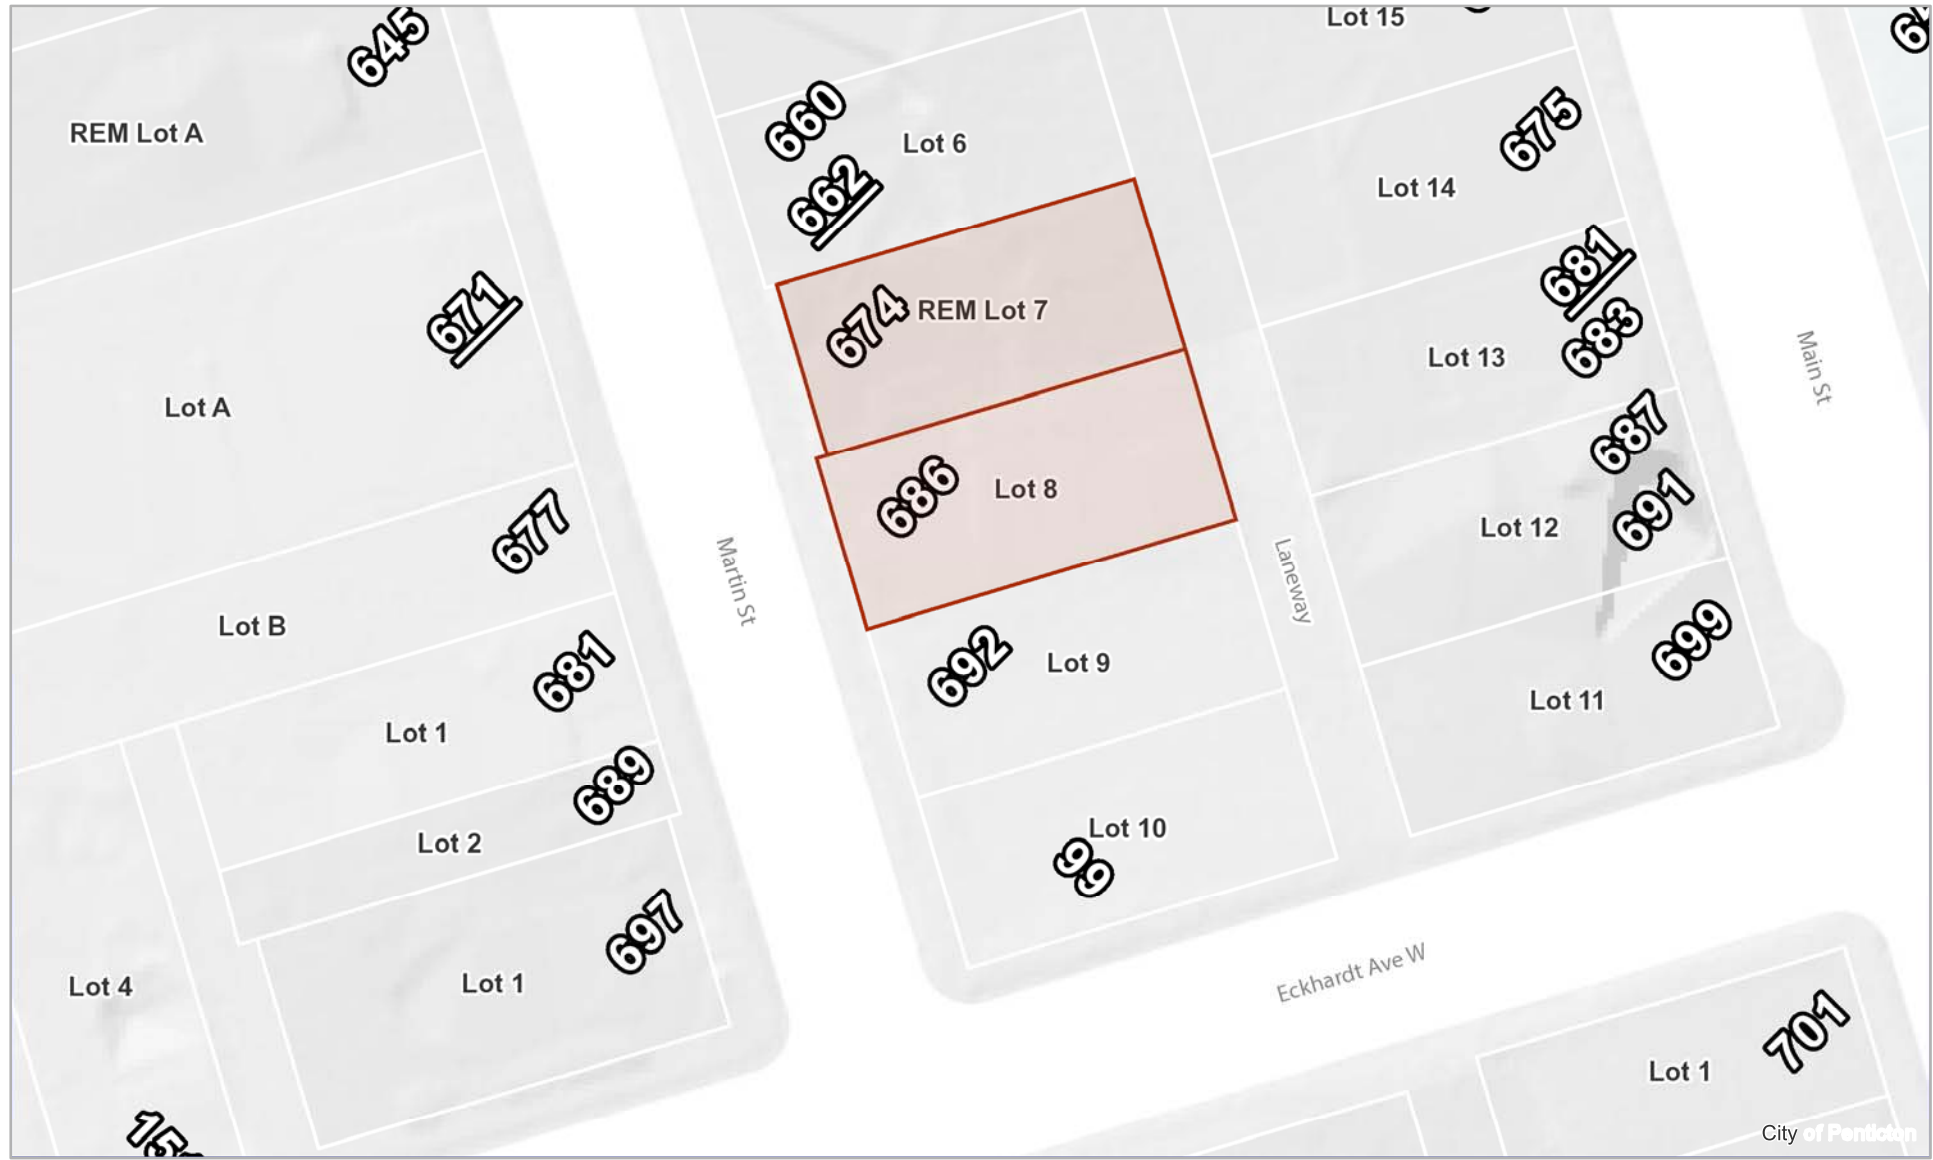 645
REM Lot A
671
Lot A
677
Lot B
681
Lot 1
689
Lot 2
697
Lot 1
Lot 4
Martin St
660
662
Lot 6
674
REM Lot 7
686
Lot 8
692
Lot 9
Lot 10
99
Laneway
Lot 15
675
Lot 14
681
683
Lot 13
687
691
Lot 12
699
Lot 11
Main St
Eckhardt Ave W
701
Lot 1
City of Penticton